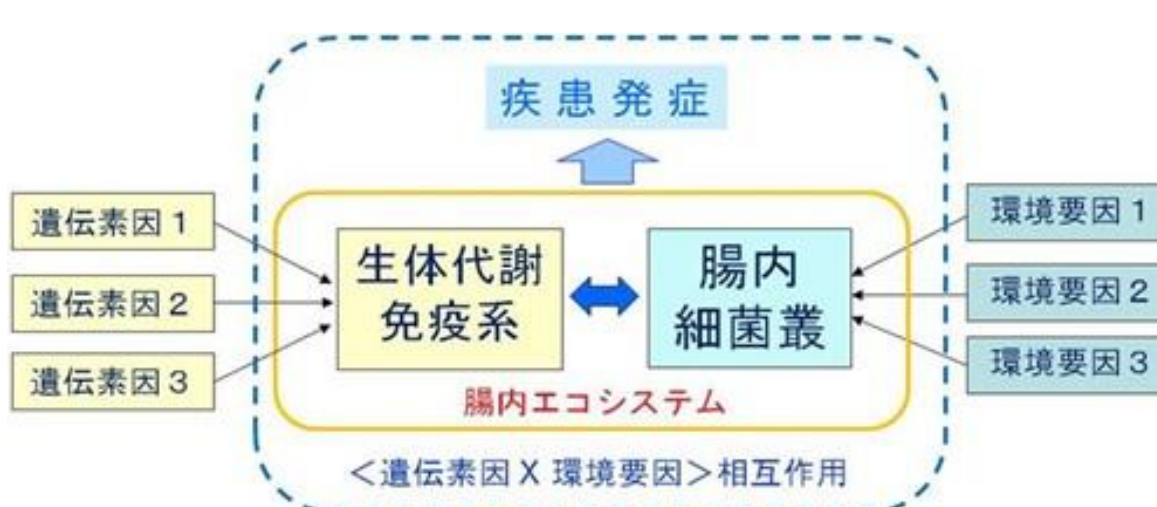 疾患発症
遺伝素因1
遺伝素因2
遺伝素因3
生体代謝
免疫系
腸内
細菌叢
環境要因1
環境要因2
環境要因3
腸内エコシステム
＜遺伝素因 X 環境要因＞相互作用